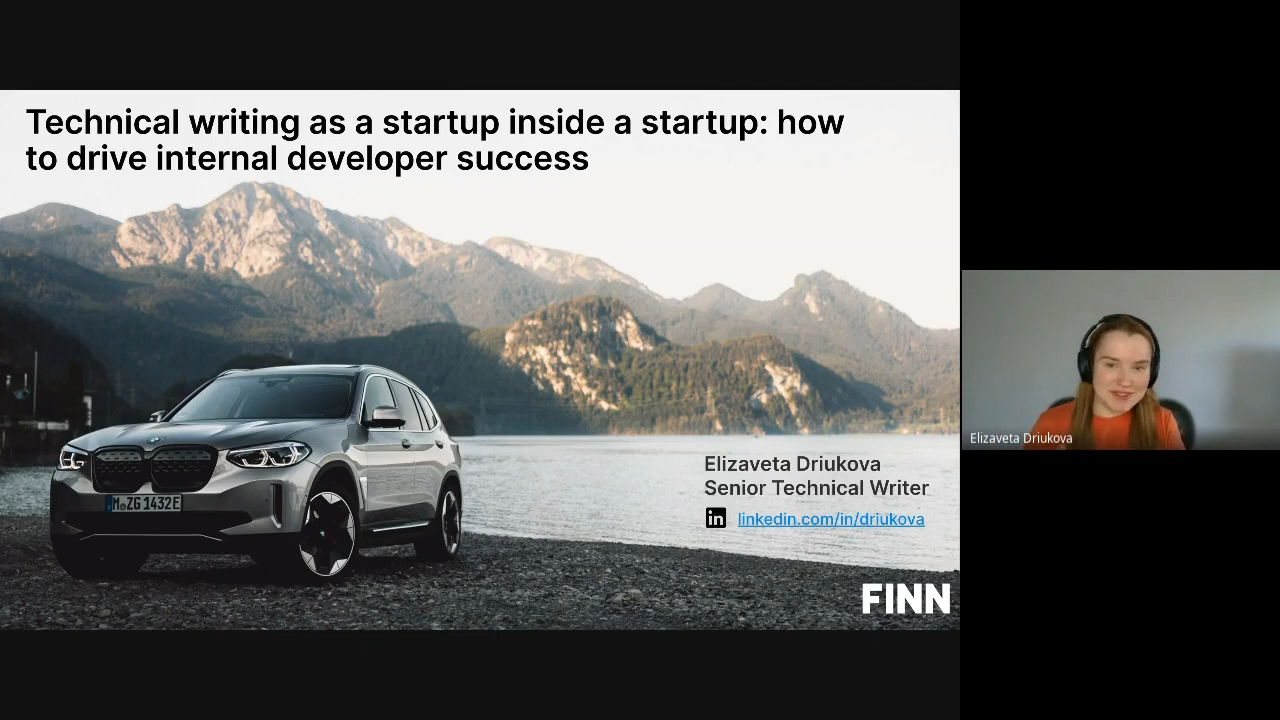 Technical writing as a startup inside a startup: how
to drive internal developer success
M ZG 1432E
Elizaveta Driukova
Senior Technical Writer
in linkedin.com/in/driukova
FINN
Elizaveta Driukova